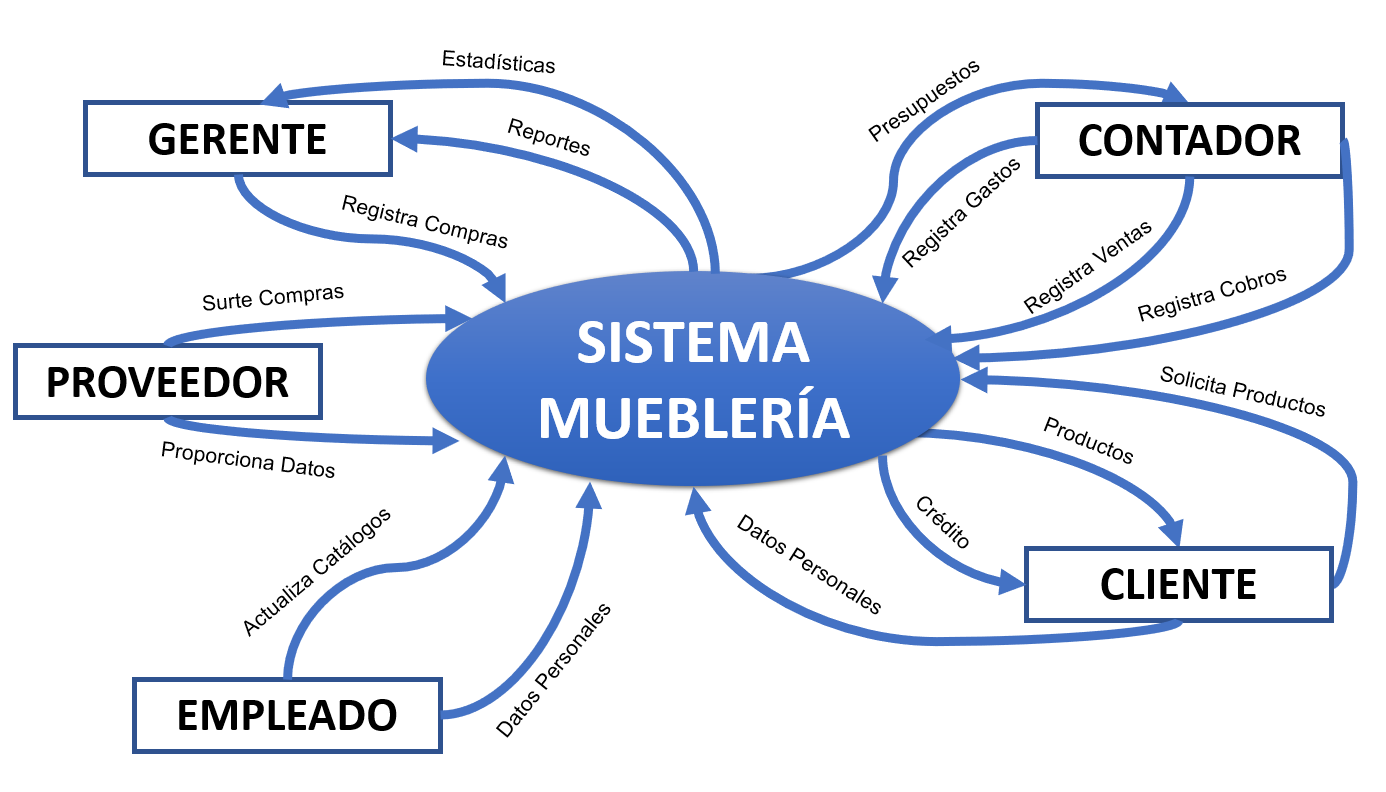 Estadísticas
Presupuestos
GERENTE
CONTADOR
Reportes
Registra Compras
Registra Gastos
Registra Ventas
Registra Cobros
Surte Compras
SISTEMA
MUEBLERÍA
PROVEEDOR
Proporciona Datos
Solicita Productos
Productos
Crédito
Datos Personales
CLIENTE
Actualiza Catálogos
Datos Personales
EMPLEADO